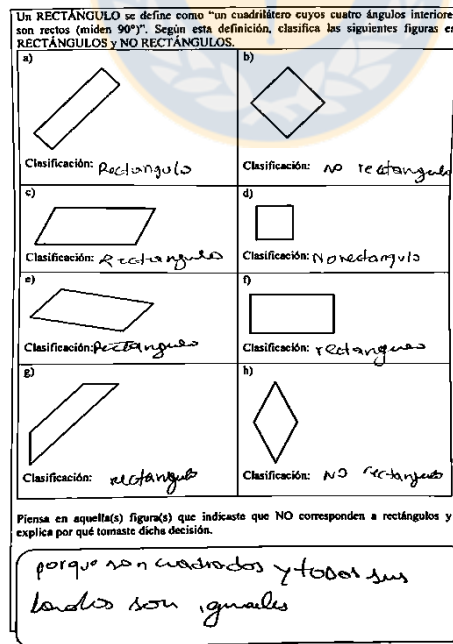 Un RECTÁNGULO se define como “un cuadrilátero cuyos cuatro ángulos interiore
son rectos (miden 90º)”. Según esta definición, clasifica las siguientes figuras e
RECTÁNGULOS y NO RECTÁNGULOS.
a)
Clasificación: Rectangulo
b)
Clasificación: no rectangulo
c)
Clasificación: Rectangulo
d)
Clasificación: No rectangulo
e)
Clasificación: Rectangulo
f)
Clasificación: rectangulo
g)
Clasificación: rectangulo
h)
Clasificación: NO rectangulo
Piensa en aquella(s) figura(s) que indicaste que NO corresponden a rectángulos y
explica por qué tomaste dicha decisión.
porque son cuadrados y todos sus
landos son iguales